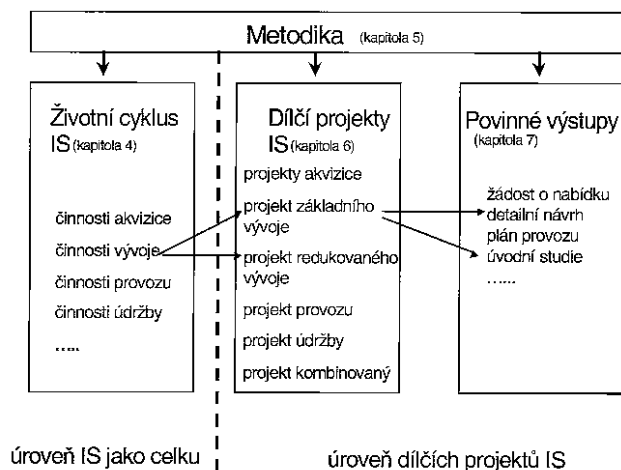 Metodika (kapitola 5)
Životní cyklus
IS (kapitola 4)
činnosti akvizice
činnosti vývoje
činnosti provozu
činnosti údržby
.....
Dílčí projekty
IS (kapitola 6)
projekty akvizice
projekt základního
vývoje
projekt redukovaného
vývoje
projekt provozu
projekt údržby
projekt kombinovaný
Povinné výstupy
(kapitola 7)
žádost o nabídku
detailní návrh
plán provozu
úvodní studie
......
úroveň IS jako celku
úroveň dílčích projektů IS